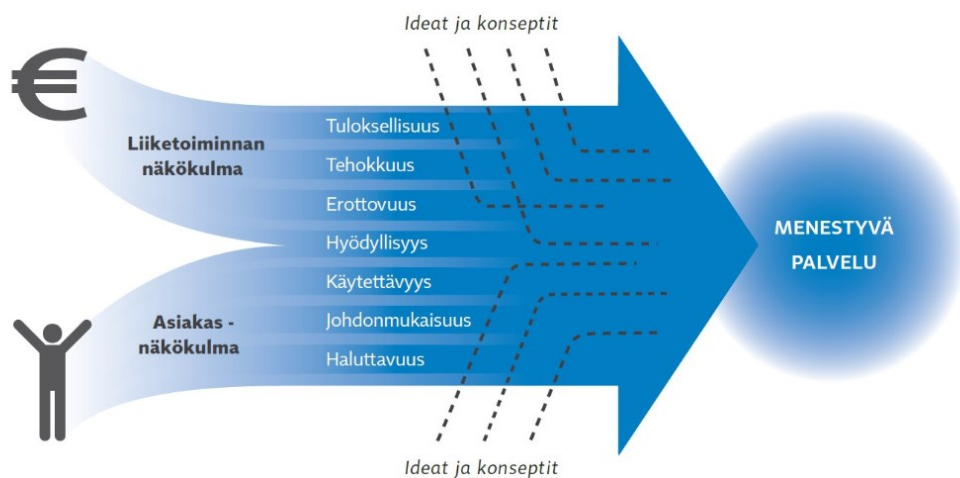 Ideat ja konseptit
€
Liiketoiminnan
näkökulma
Tuloksellisuus
Tehokkuus
Erottovuus
Hyödyllisyys
Käytettävyys
Johdonmukaisuus
Haluttavuus
Asiakas -
näkökulma
MENESTYVÄ
PALVELU
Ideat ja konseptit